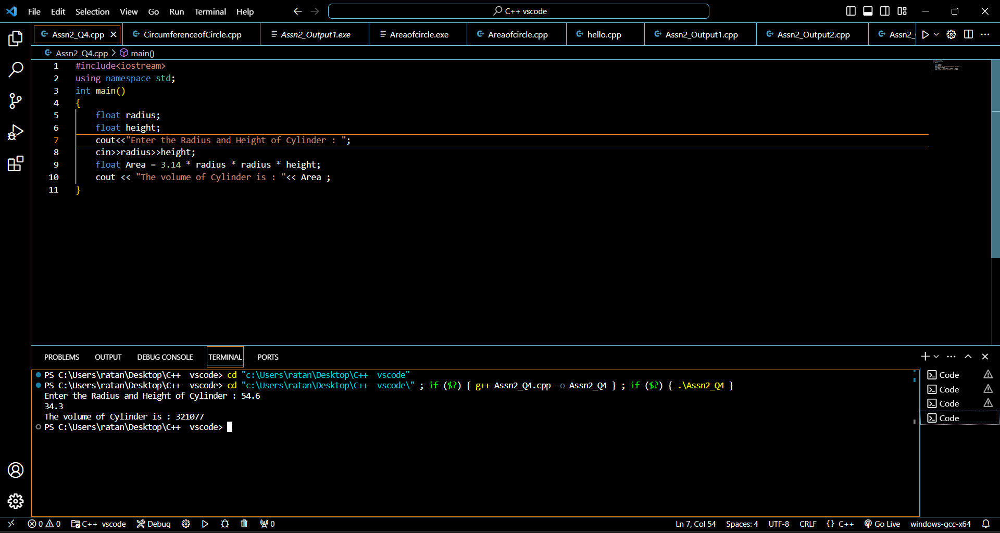 File Edit Selection View Go Run Terminal Help C++ vscode
Assn2_Q4.cpp CircumferenceofCircle.cpp Assn2_Output1.exe Areaofcircle.exe Areaofcircle.cpp hello.cpp Assn2_Output1.cpp Assn2_Output2.cpp Assn2_
Assn2_Q4.cpp > main()
1 #include<iostream>
2 using namespace std;
3 int main()
4 {
5 float radius;
6 float height;
7 cout<<"Enter the Radius and Height of Cylinder : ";
8 cin>>radius>>height;
9 float Area = 3.14 * radius * radius * height;
10 cout << "The volume of Cylinder is : "<< Area ;
11 }
PROBLEMS OUTPUT DEBUG CONSOLE TERMINAL PORTS
PS C:\Users\ratan\Desktop\C++  vscode> cd "c:\Users\ratan\Desktop\C++  vscode"
PS C:\Users\ratan\Desktop\C++  vscode> cd "c:\Users\ratan\Desktop\C++  vscode\" ; if ($?) { g++ Assn2_Q4.cpp -o Assn2_Q4 } ; if ($?) { .\Assn2_Q4 }
Enter the Radius and Height of Cylinder : 54.6
34.3
The volume of Cylinder is : 321077
PS C:\Users\ratan\Desktop\C++  vscode>
Code
Code
Code
Code
0 0 C++ vscode Debug 0 Ln 7, Col 54 Spaces: 4 UTF-8 CRLF {} C++ Go Live windows-gcc-x64